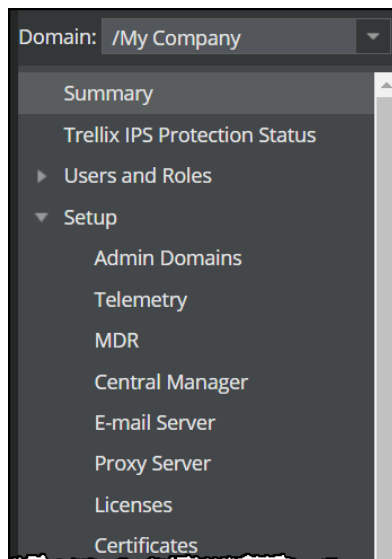 Domain: /My Company
Summary
Trellix IPS Protection Status
Users and Roles
Setup
Admin Domains
Telemetry
MDR
Central Manager
E-mail Server
Proxy Server
Licenses
Certificates